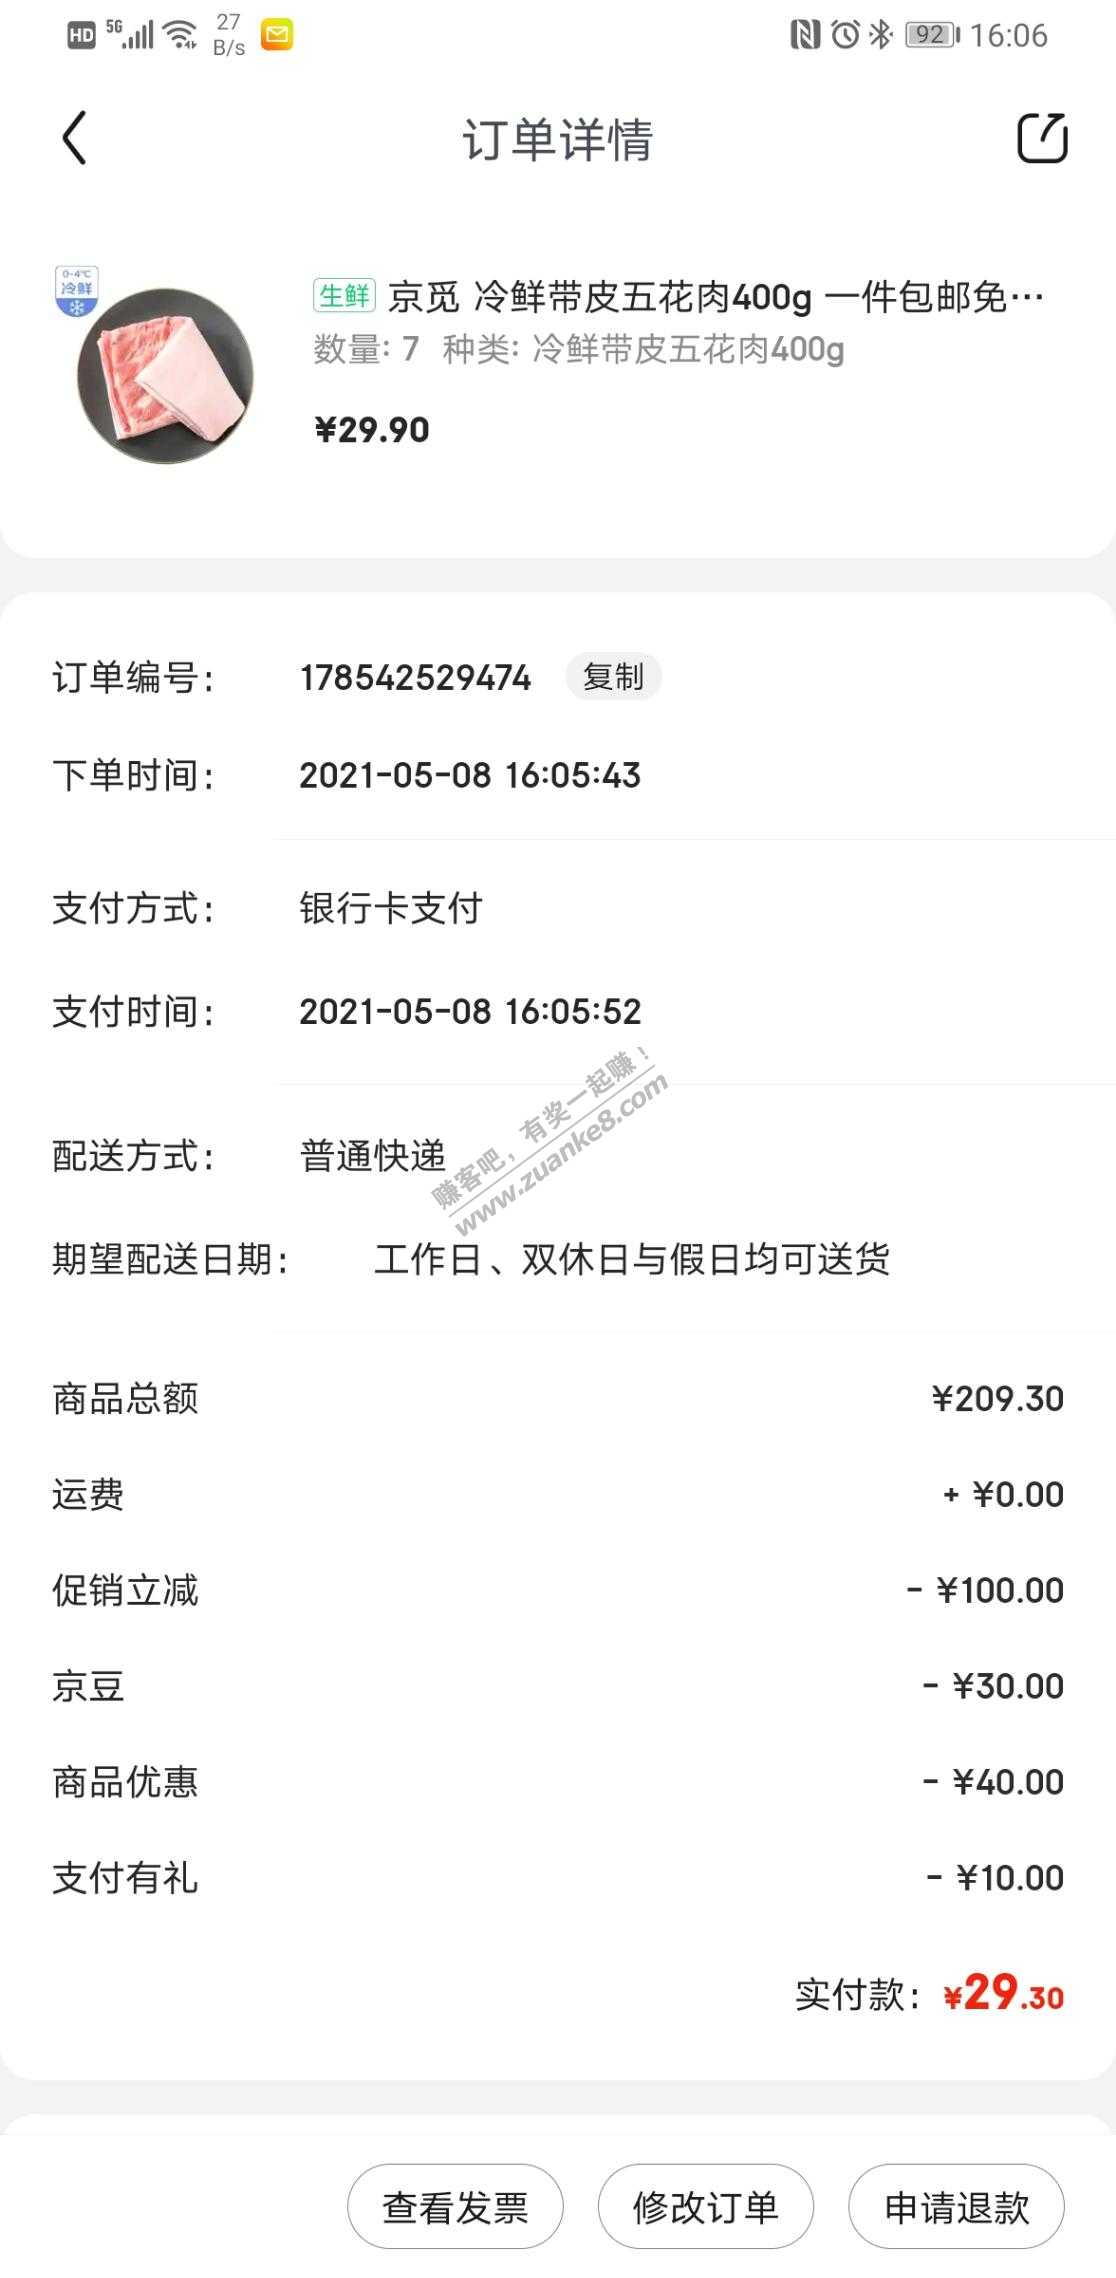 HD 5G 27 B/s 92 16:06
订单详情
0-4℃
冷鲜
生鲜 京觅 冷鲜带皮五花肉400g 一件包邮免…
数量: 7 种类: 冷鲜带皮五花肉400g
¥29.90
订单编号: 178542529474 复制
下单时间: 2021-05-08 16:05:43
支付方式: 银行卡支付
支付时间: 2021-05-08 16:05:52
赚客吧，有奖一起赚！
www.zuanke8.com
配送方式: 普通快递
期望配送日期: 工作日、双休日与假日均可送货
商品总额 ¥209.30
运费 + ¥0.00
促销立减 - ¥100.00
京豆 - ¥30.00
商品优惠 - ¥40.00
支付有礼 - ¥10.00
实付款: ¥29.30
查看发票 修改订单 申请退款